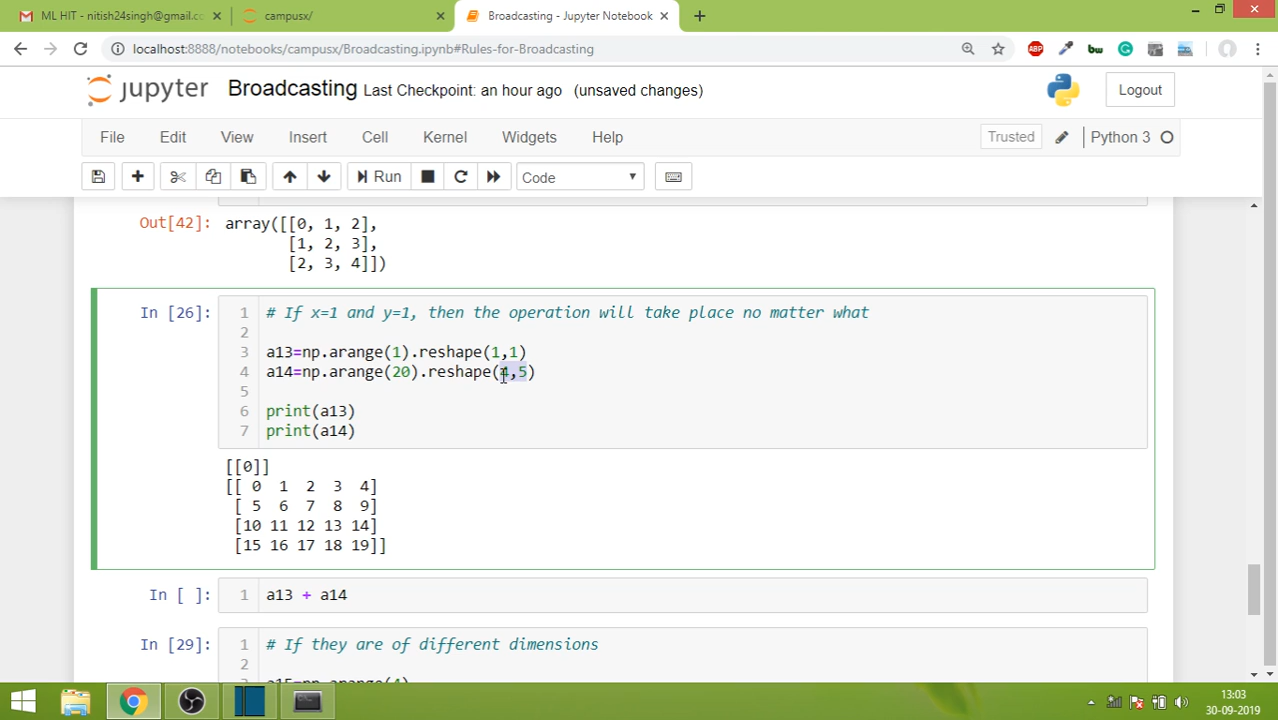 ML HIT - nitish24singh@gmail.co
campusx/
Broadcasting - Jupyter Notebook
localhost:8888/notebooks/campusx/Broadcasting.ipynb#Rules-for-Broadcasting
ABP
bw
jupyter Broadcasting Last Checkpoint: an hour ago (unsaved changes)
Logout
File Edit View Insert Cell Kernel Widgets Help
Trusted
Python 3
Run
Code
Out[42]: array([[0, 1, 2],
[1, 2, 3],
[2, 3, 4]])
In [26]: 1 # If x=1 and y=1, then the operation will take place no matter what
2
3 a13=np.arange(1).reshape(1,1)
4 a14=np.arange(20).reshape(4,5)
5
6 print(a13)
7 print(a14)
[[0]]
[[ 0 1 2 3 4]
[ 5 6 7 8 9]
[10 11 12 13 14]
[15 16 17 18 19]]
In [ ]: 1 a13 + a14
In [29]: 1 # If they are of different dimensions
2
3 a15=np.arange(4)
13:03
30-09-2019